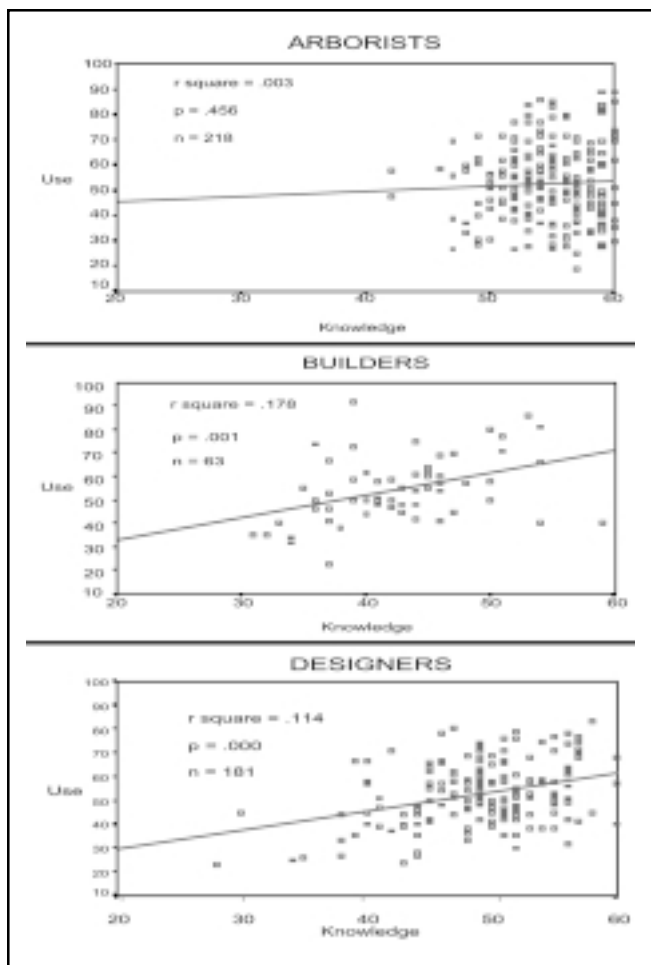 ARBORISTS
100
r square = .003
90
80
p = .456
70
n = 218
60
Use
50
40
30
20
10
20
30
40
50
60
Knowledge
BUILDERS
100
r square = .178
90
80
p = .001
70
n = 63
60
Use
50
40
30
20
10
20
30
40
50
60
Knowledge
DESIGNERS
100
90
r square = .114
80
70
p = .000
60
n = 181
Use
50
40
30
20
10
20
30
40
50
60
Knowledge